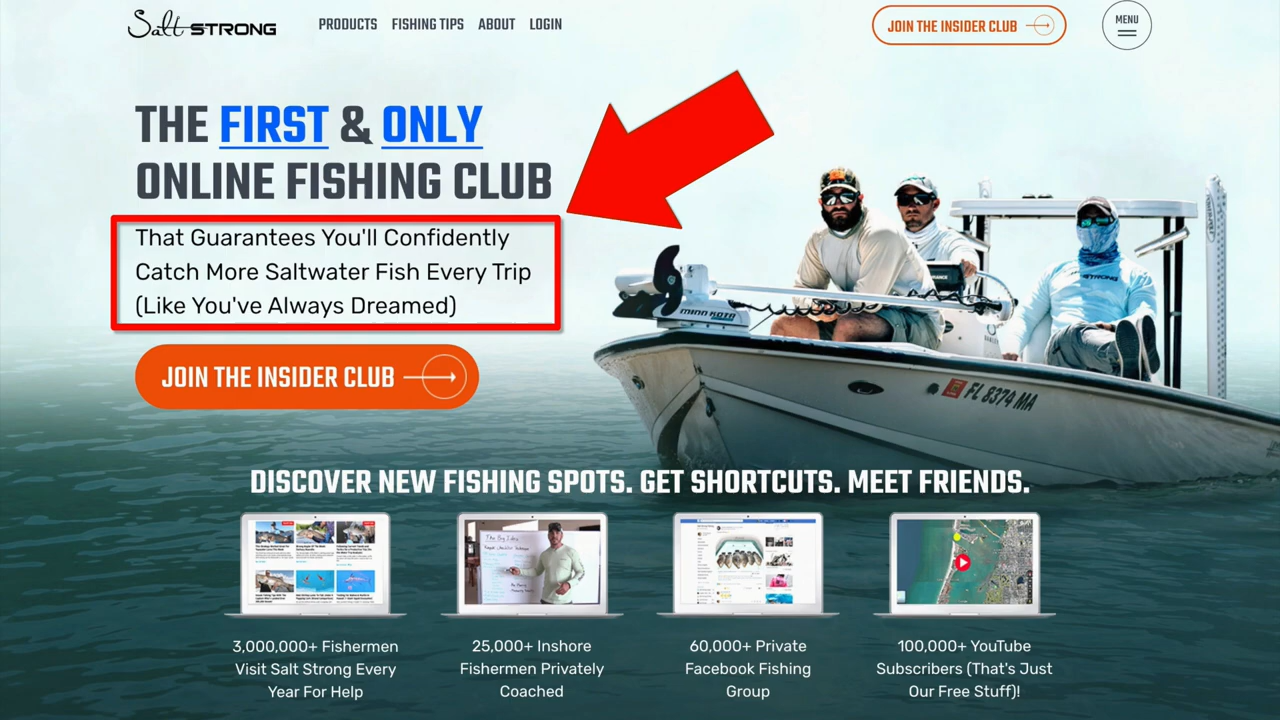 Salt STRONG
PRODUCTS FISHING TIPS ABOUT LOGIN
JOIN THE INSIDER CLUB
MENU
THE FIRST & ONLY
ONLINE FISHING CLUB
That Guarantees You'll Confidently
Catch More Saltwater Fish Every Trip
(Like You've Always Dreamed)
JOIN THE INSIDER CLUB
MINN KOTA
STRONG
FL 8374 MA
DISCOVER NEW FISHING SPOTS. GET SHORTCUTS. MEET FRIENDS.
The Big Idea
3,000,000+ Fishermen
Visit Salt Strong Every
Year For Help
25,000+ Inshore
Fishermen Privately
Coached
60,000+ Private
Facebook Fishing
Group
100,000+ YouTube
Subscribers (That's Just
Our Free Stuff)!